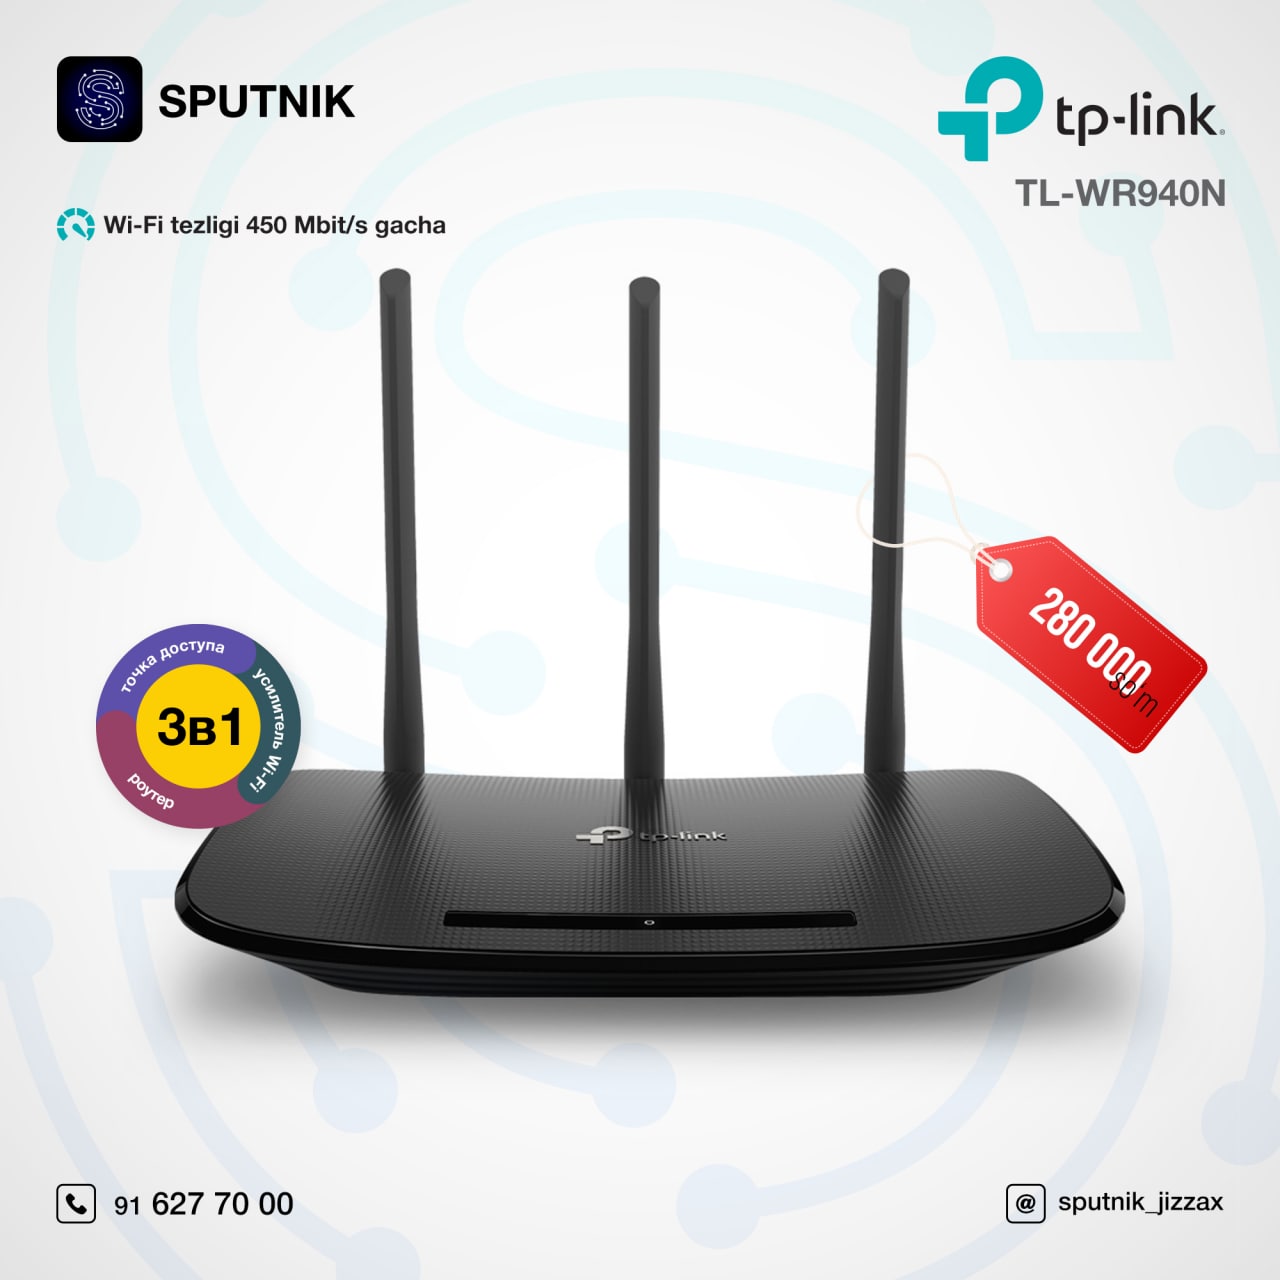 SPUTNIK
tp-link
TL-WR940N
Wi-Fi tezligi 450 Mbit/s gacha
280 000
so'm
точка доступа
усилитель Wi-Fi
роутер
3в1
tp-link
91 627 70 00
@ sputnik_jizzax